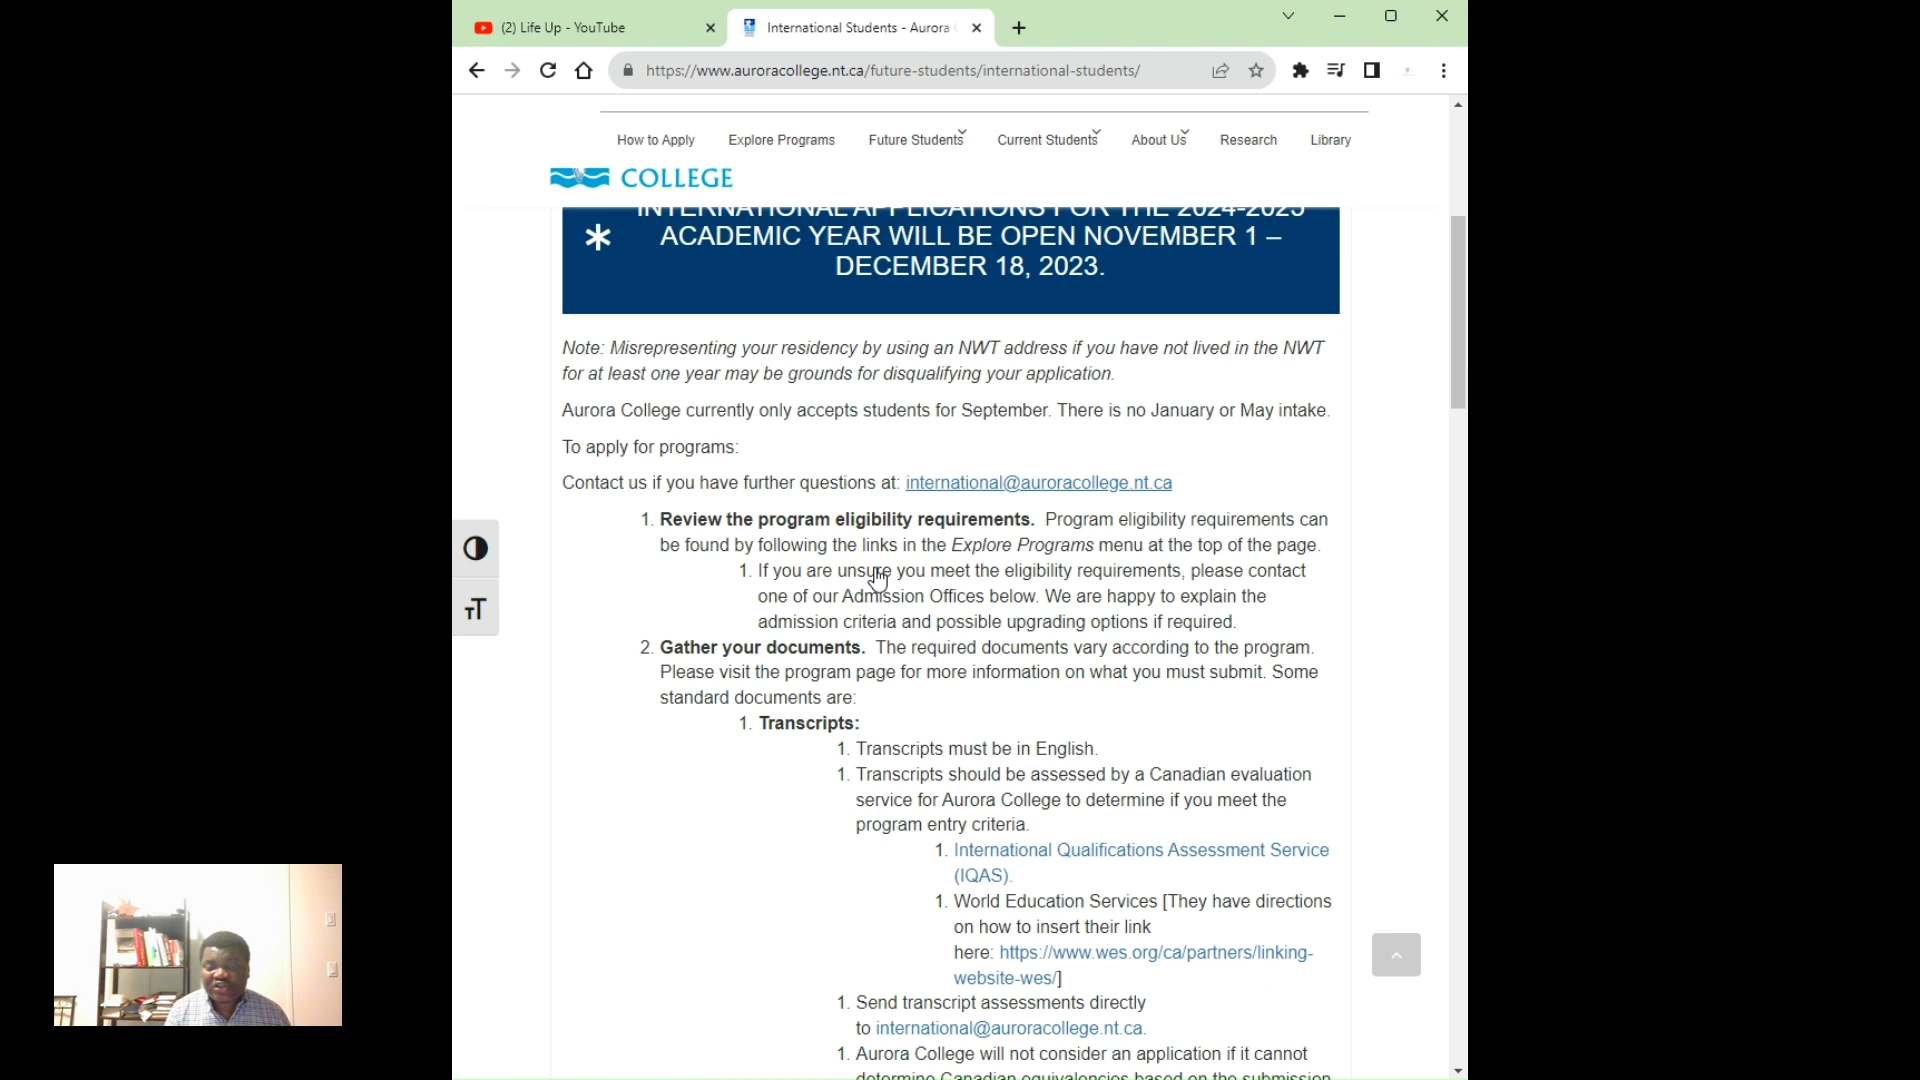 (2) Life Up - YouTube
International Students - Aurora
https://www.auroracollege.nt.ca/future-students/international-students/
How to Apply Explore Programs Future Students Current Students About Us Research Library
COLLEGE
INTERNATIONAL APPLICATIONS FOR THE 2024-2025
* ACADEMIC YEAR WILL BE OPEN NOVEMBER 1 –
DECEMBER 18, 2023.
Note: Misrepresenting your residency by using an NWT address if you have not lived in the NWT
for at least one year may be grounds for disqualifying your application.
Aurora College currently only accepts students for September. There is no January or May intake.
To apply for programs:
Contact us if you have further questions at: international@auroracollege.nt.ca
1. Review the program eligibility requirements. Program eligibility requirements can
be found by following the links in the Explore Programs menu at the top of the page.
1. If you are unsure you meet the eligibility requirements, please contact
one of our Admission Offices below. We are happy to explain the
admission criteria and possible upgrading options if required.
2. Gather your documents. The required documents vary according to the program.
Please visit the program page for more information on what you must submit. Some
standard documents are:
1. Transcripts:
1. Transcripts must be in English.
1. Transcripts should be assessed by a Canadian evaluation
service for Aurora College to determine if you meet the
program entry criteria.
1. International Qualifications Assessment Service
(IQAS).
1. World Education Services [They have directions
on how to insert their link
here: https://www.wes.org/ca/partners/linking-
website-wes/]
1. Send transcript assessments directly
to international@auroracollege.nt.ca.
1. Aurora College will not consider an application if it cannot
determine Canadian equivalencies based on the submission